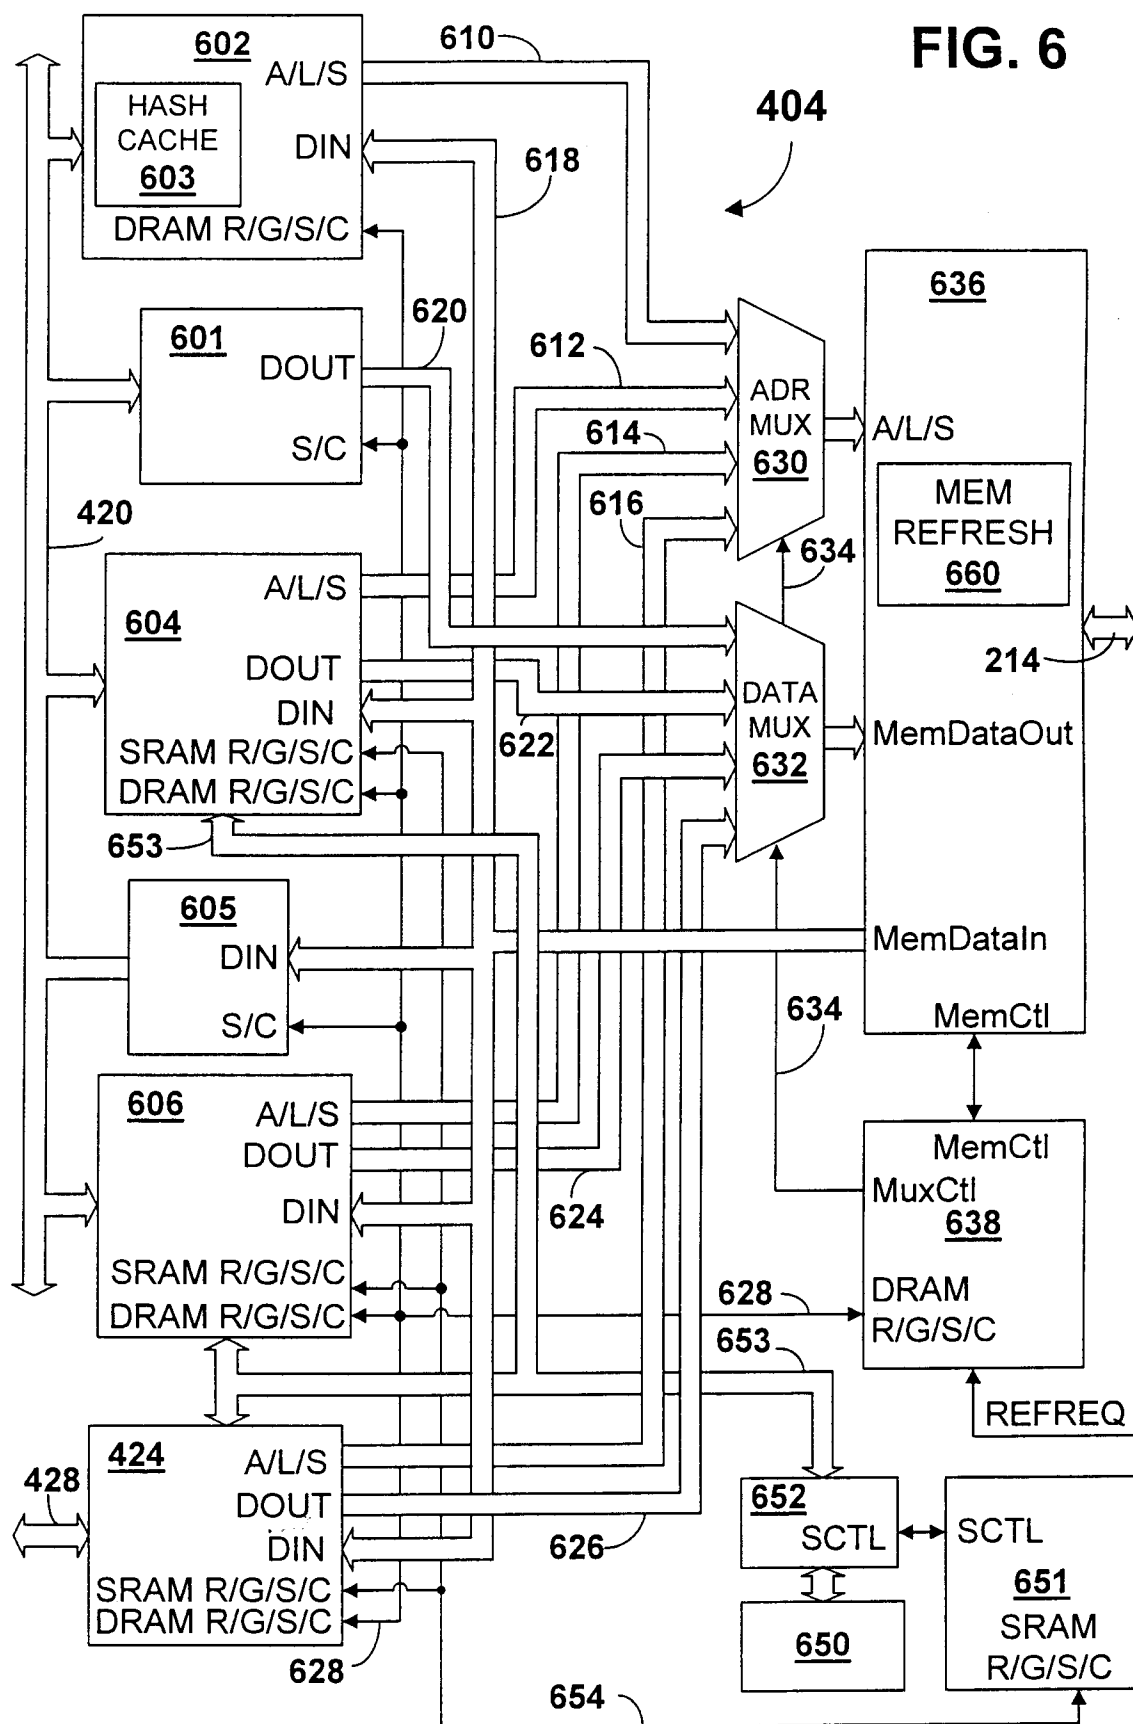 FIG. 6
404
602
610
A/L/S
HASH
CACHE
603
DIN
618
DRAM R/G/S/C
601
620
DOUT
S/C
612
614
616
ADR
MUX
630
636
A/L/S
MEM
REFRESH
660
420
604
A/L/S
DOUT
DIN
SRAM R/G/S/C
DRAM R/G/S/C
622
634
DATA
MUX
632
214
MemDataOut
653
605
DIN
S/C
MemDataIn
634
MemCtl
606
A/L/S
DOUT
DIN
624
SRAM R/G/S/C
DRAM R/G/S/C
MemCtl
MuxCtl
638
DRAM
R/G/S/C
628
653
REFREQ
424
428
A/L/S
DOUT
DIN
626
SRAM R/G/S/C
DRAM R/G/S/C
628
652
SCTL
650
SCTL
651
SRAM
R/G/S/C
654